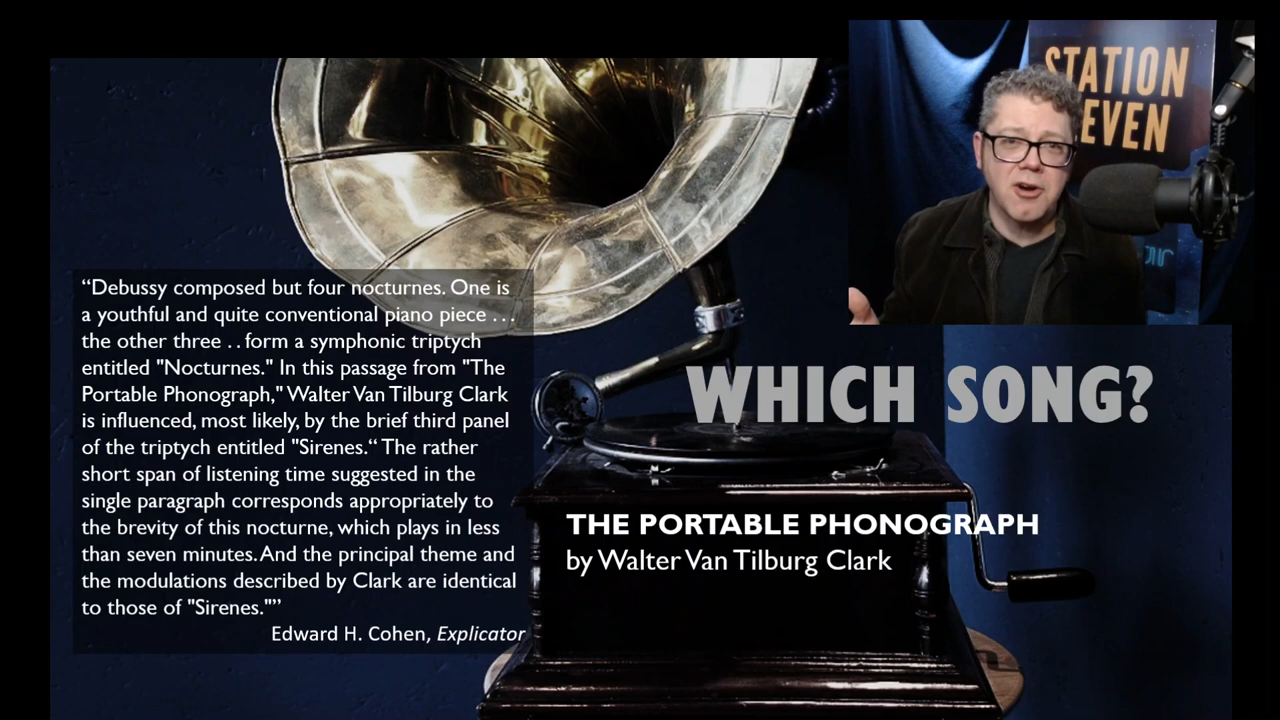 STATION
EVEN
“Debussy composed but four nocturnes. One is
a youthful and quite conventional piano piece . . .
the other three . . form a symphonic triptych
entitled "Nocturnes." In this passage from "The
Portable Phonograph," Walter Van Tilburg Clark
is influenced, most likely, by the brief third panel
of the triptych entitled "Sirenes.“ The rather
short span of listening time suggested in the
single paragraph corresponds appropriately to
the brevity of this nocturne, which plays in less
than seven minutes. And the principal theme and
the modulations described by Clark are identical
to those of "Sirenes."”
Edward H. Cohen, Explicator
WHICH SONG?
THE PORTABLE PHONOGRAPH
by Walter Van Tilburg Clark